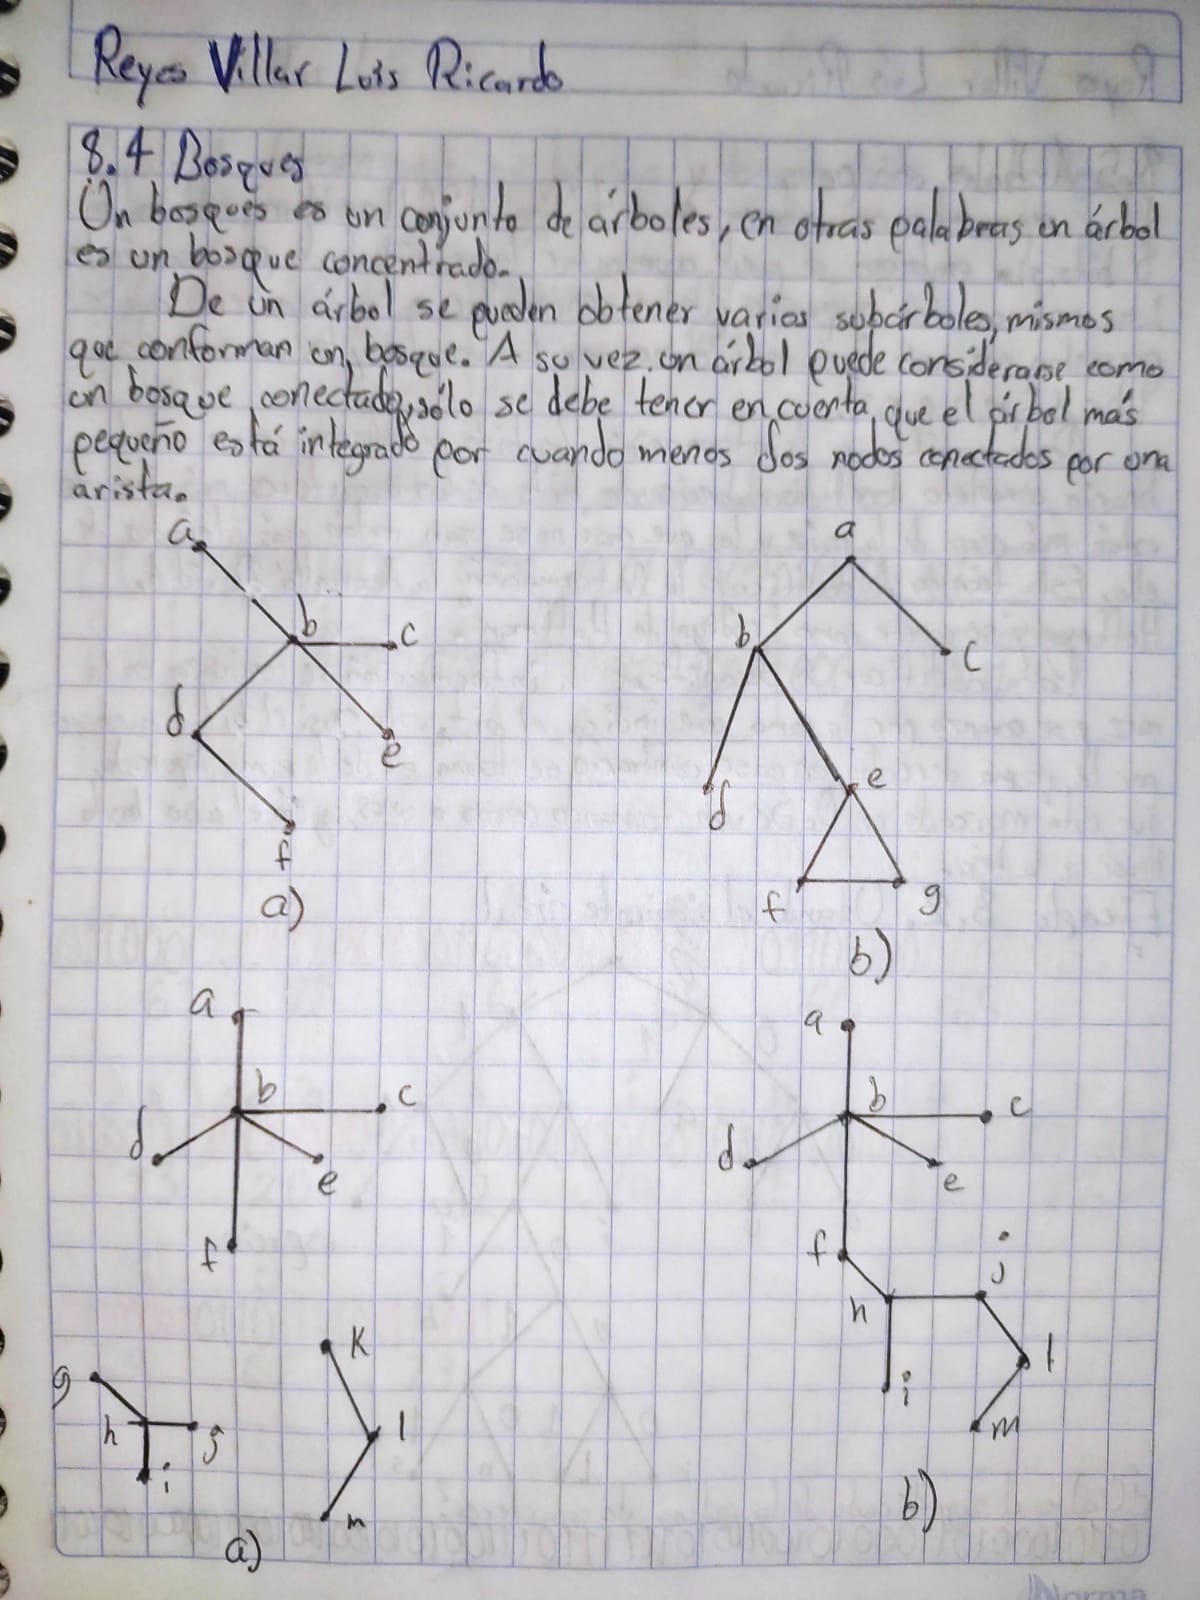 Reyes Villar Luis Ricardo
8.4 Bosques
Un bosques es un conjunto de árboles, en otras palabras un árbol
es un bosque concentrado.
De un árbol se pueden obtener varios subárboles, mismos
que conforman un bosque. A su vez un árbol puede considerarse como
un bosque conectado, sólo se debe tener en cuenta, que el árbol más
pequeño está integrado por cuando menos dos nodos conectados por una
arista.
a
b c
d
e
f
a)
a
b c
d e
f g
b)
a
b c
d e
f
g h j
i
k
l
m
a)
a
b c
d e
f
h j
i l
m
b)
Norma